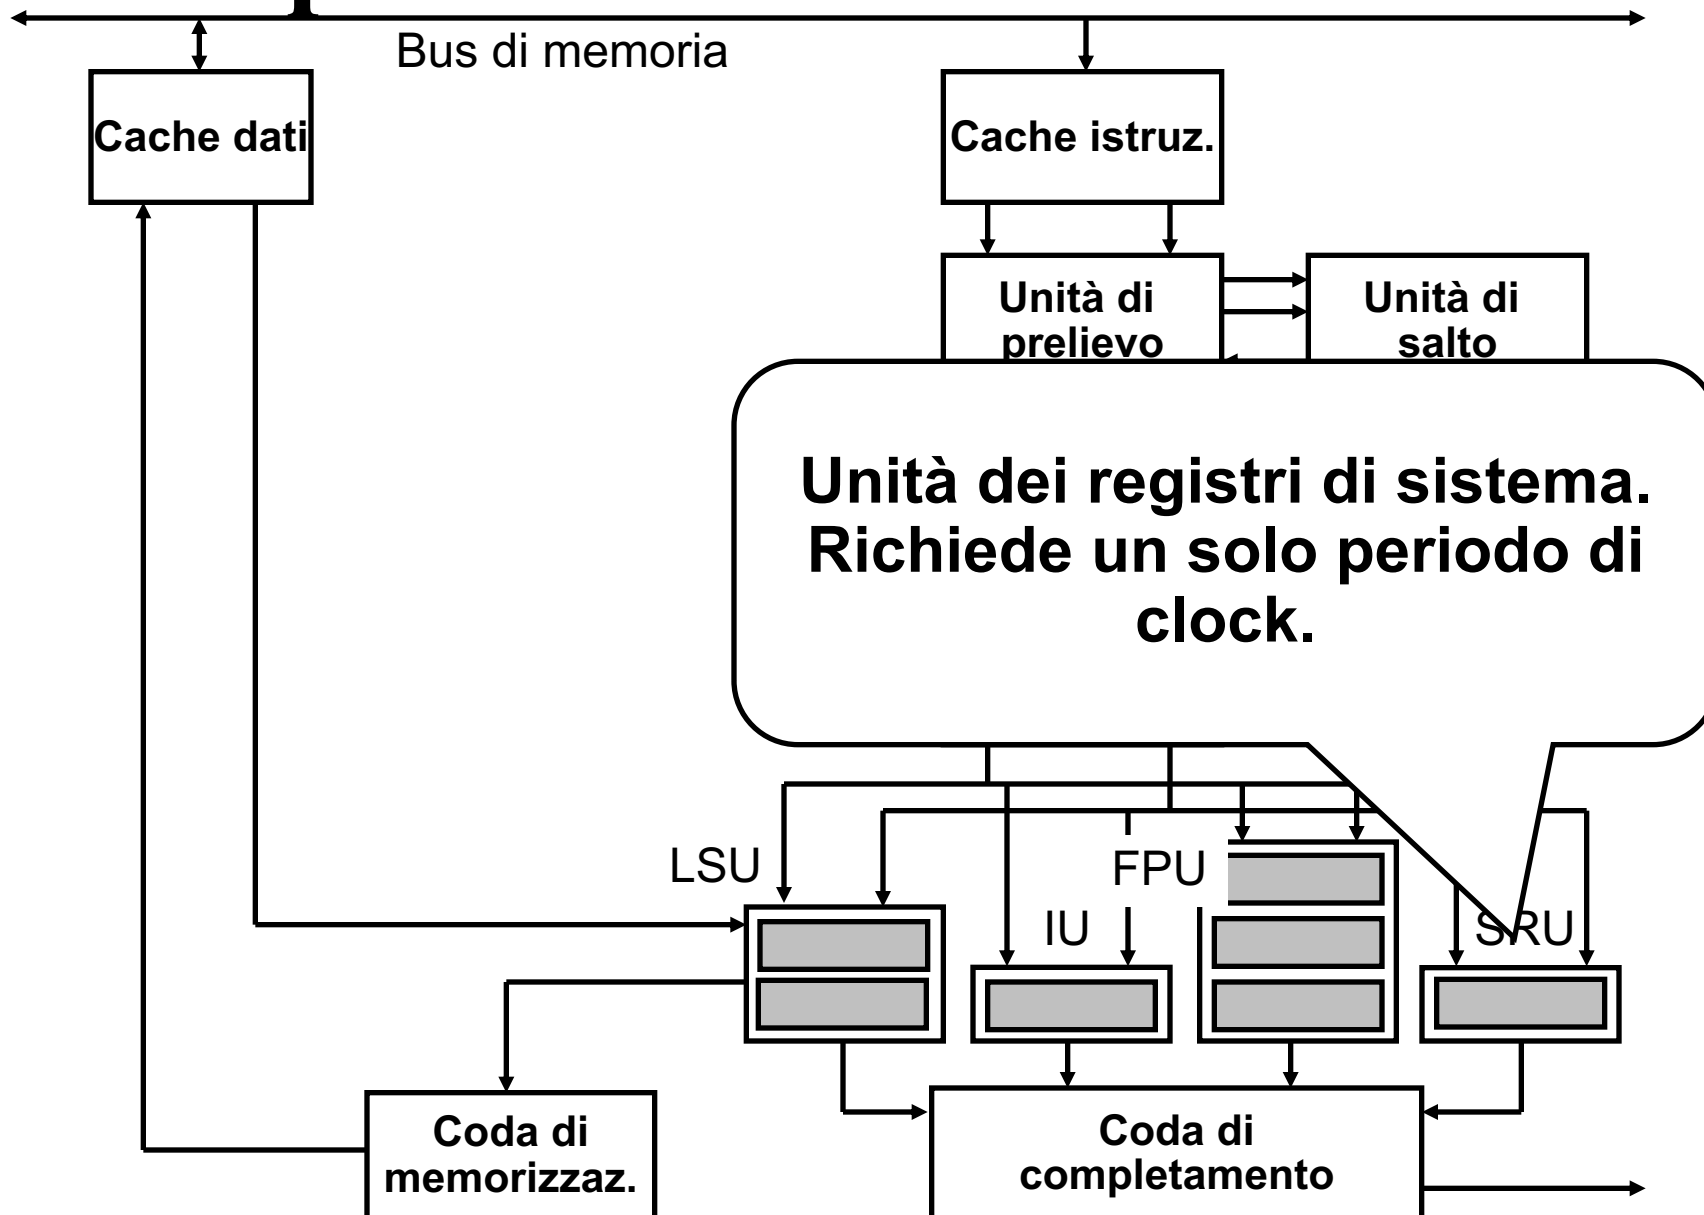 Bus di memoria
Cache dati
Cache istruz.
Unità di
prelievo
Unità di
salto
Unità dei registri di sistema.
Richiede un solo periodo di
clock.
LSU
FPU
IU
SRU
Coda di
memorizzaz.
Coda di
completamento